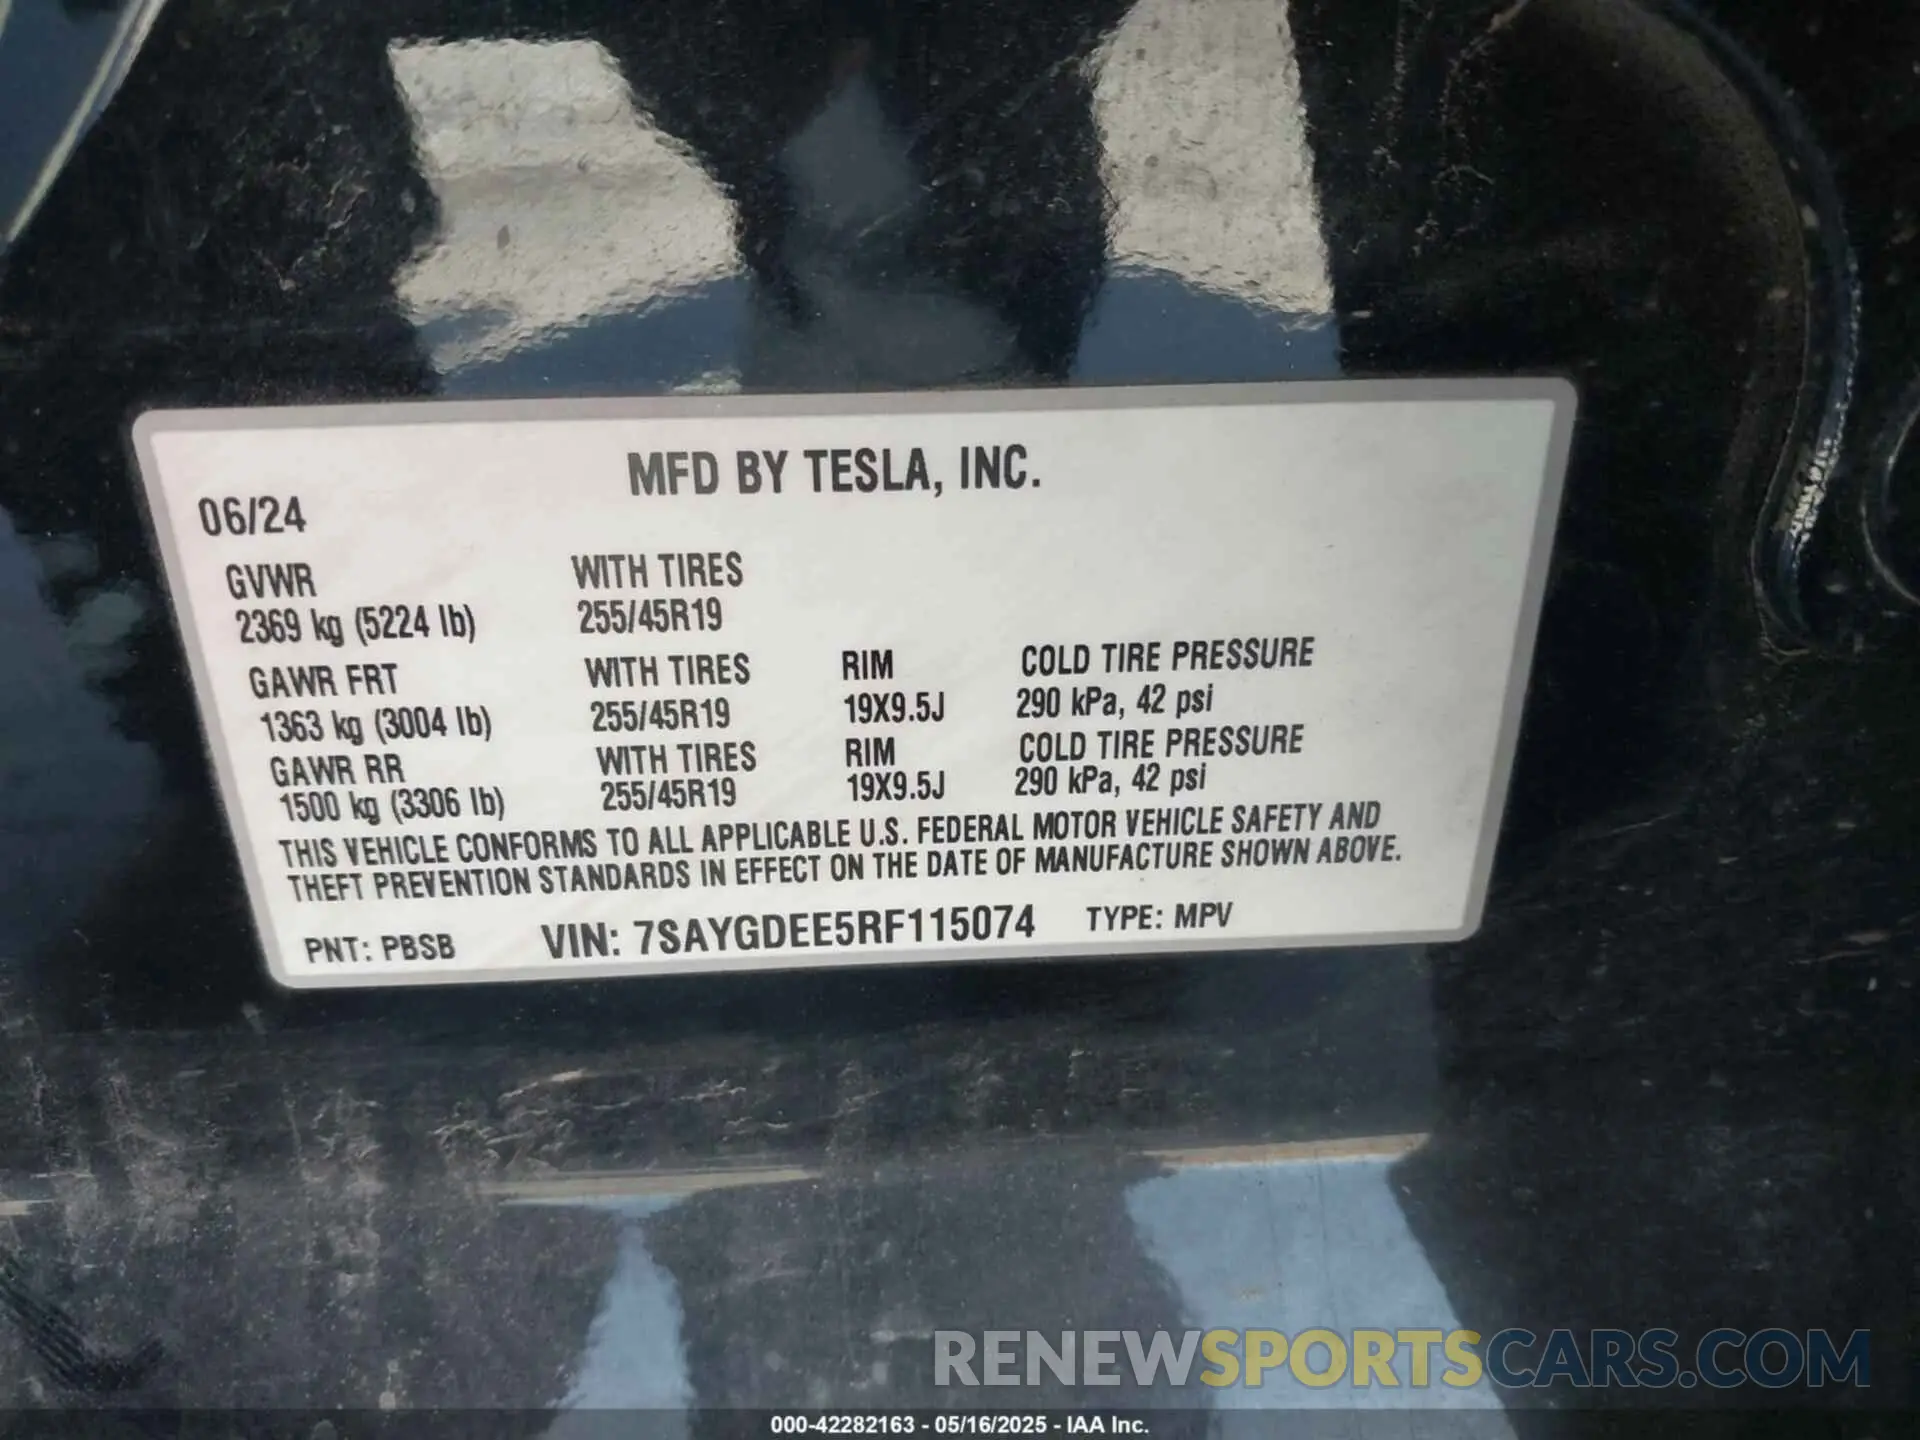 MFD BY TESLA, INC.
06/24
GVWR WITH TIRES
2369 kg (5224 lb) 255/45R19
GAWR FRT WITH TIRES RIM COLD TIRE PRESSURE
1363 kg (3004 lb) 255/45R19 19X9.5J 290 kPa, 42 psi
GAWR RR WITH TIRES RIM COLD TIRE PRESSURE
1500 kg (3306 lb) 255/45R19 19X9.5J 290 kPa, 42 psi
THIS VEHICLE CONFORMS TO ALL APPLICABLE U.S. FEDERAL MOTOR VEHICLE SAFETY AND
THEFT PREVENTION STANDARDS IN EFFECT ON THE DATE OF MANUFACTURE SHOWN ABOVE.
PNT: PBSB VIN: 7SAYGDEE5RF115074 TYPE: MPV
RENEWSPORTSCARS.COM
000-42282163 - 05/16/2025 - IAA Inc.